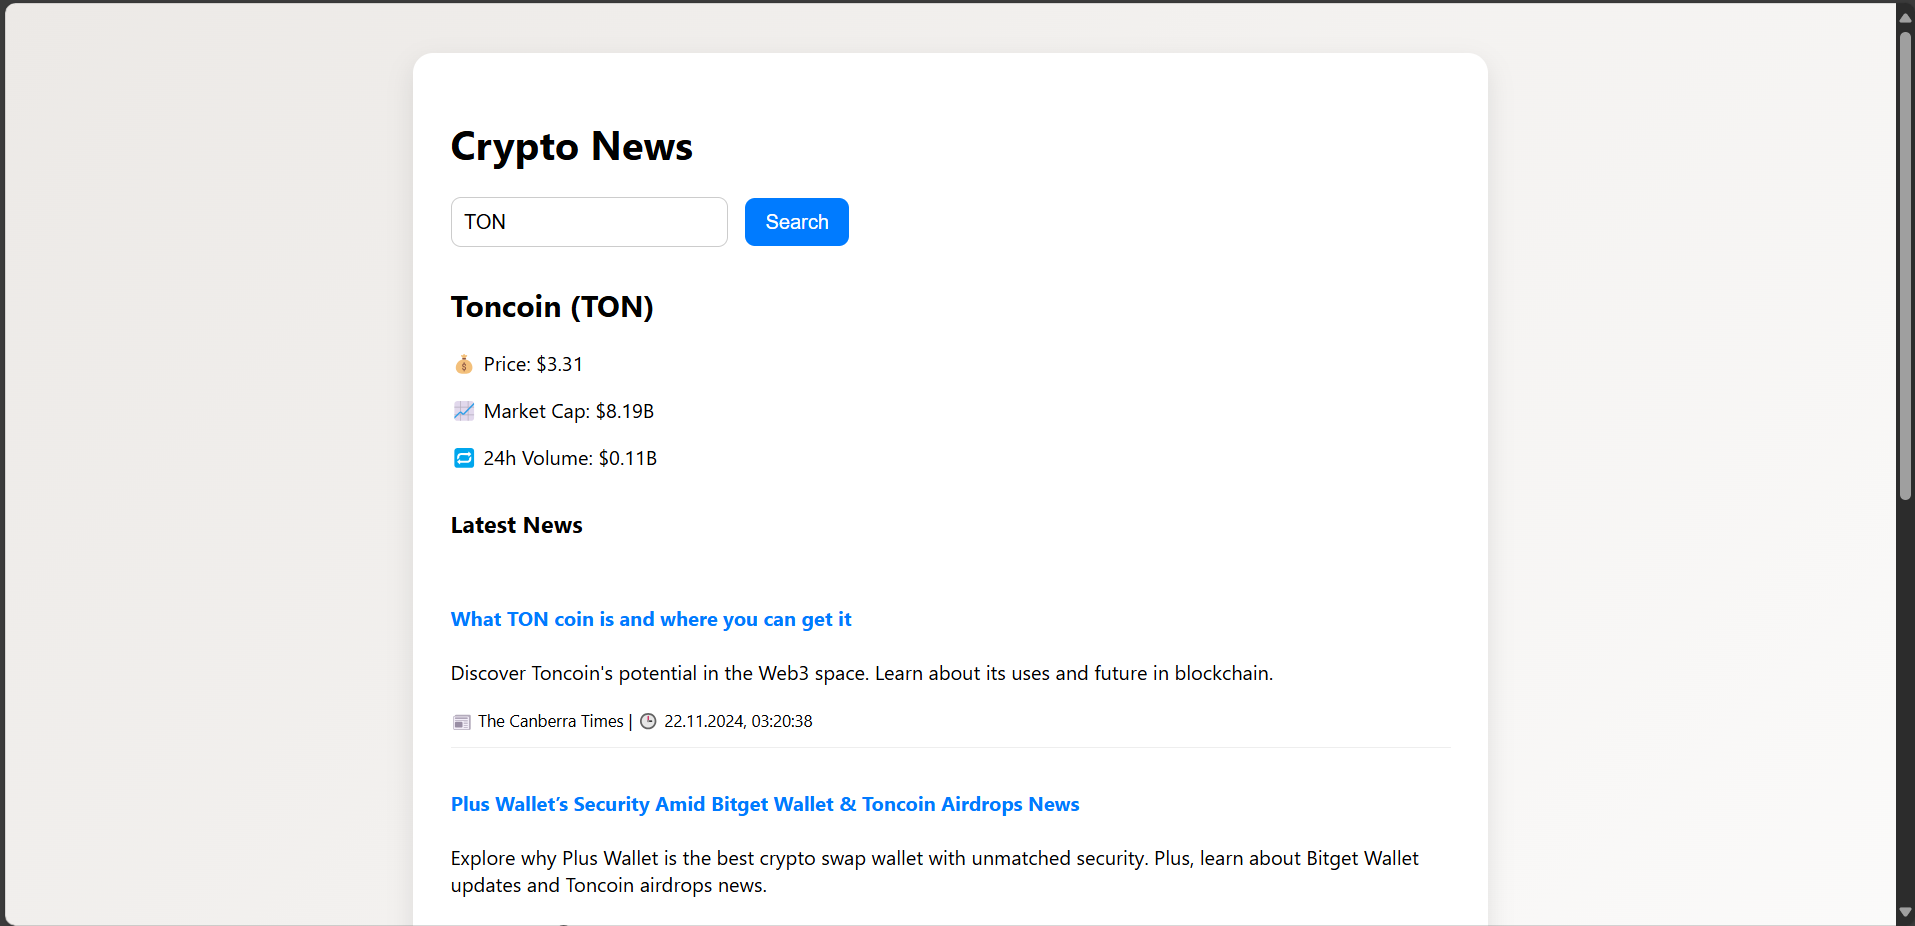 Crypto News
TON
Search
Toncoin (TON)
Price: $3.31
Market Cap: $8.19B
24h Volume: $0.11B
Latest News
What TON coin is and where you can get it
Discover Toncoin's potential in the Web3 space. Learn about its uses and future in blockchain.
The Canberra Times | 22.11.2024, 03:20:38
Plus Wallet’s Security Amid Bitget Wallet & Toncoin Airdrops News
Explore why Plus Wallet is the best crypto swap wallet with unmatched security. Plus, learn about Bitget Wallet
updates and Toncoin airdrops news.